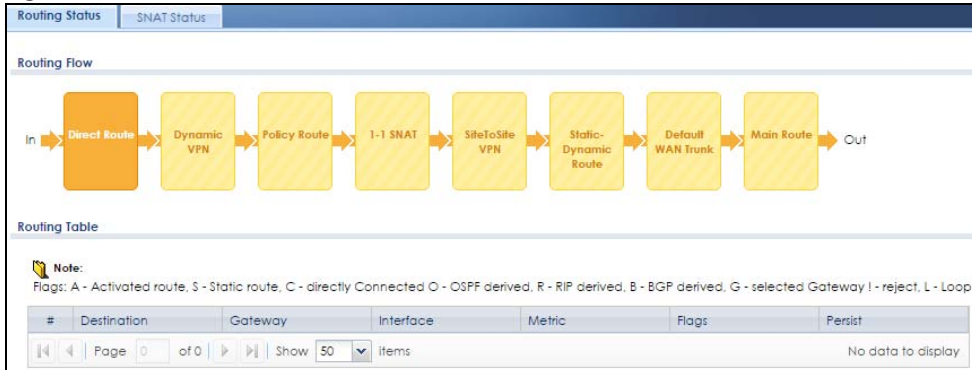 Routing Status SNAT Status
Routing Flow
In Direct Route Dynamic VPN Policy Route 1-1 SNAT SiteToSite VPN Static-Dynamic Route Default WAN Trunk Main Route Out
Routing Table
Note:
Flags: A - Activated route, S - Static route, C - directly Connected O - OSPF derived, R - RIP derived, B - BGP derived, G - selected Gateway ! - reject, L - Loop
# Destination Gateway Interface Metric Flags Persist
Page 0 of 0 Show 50 items No data to display